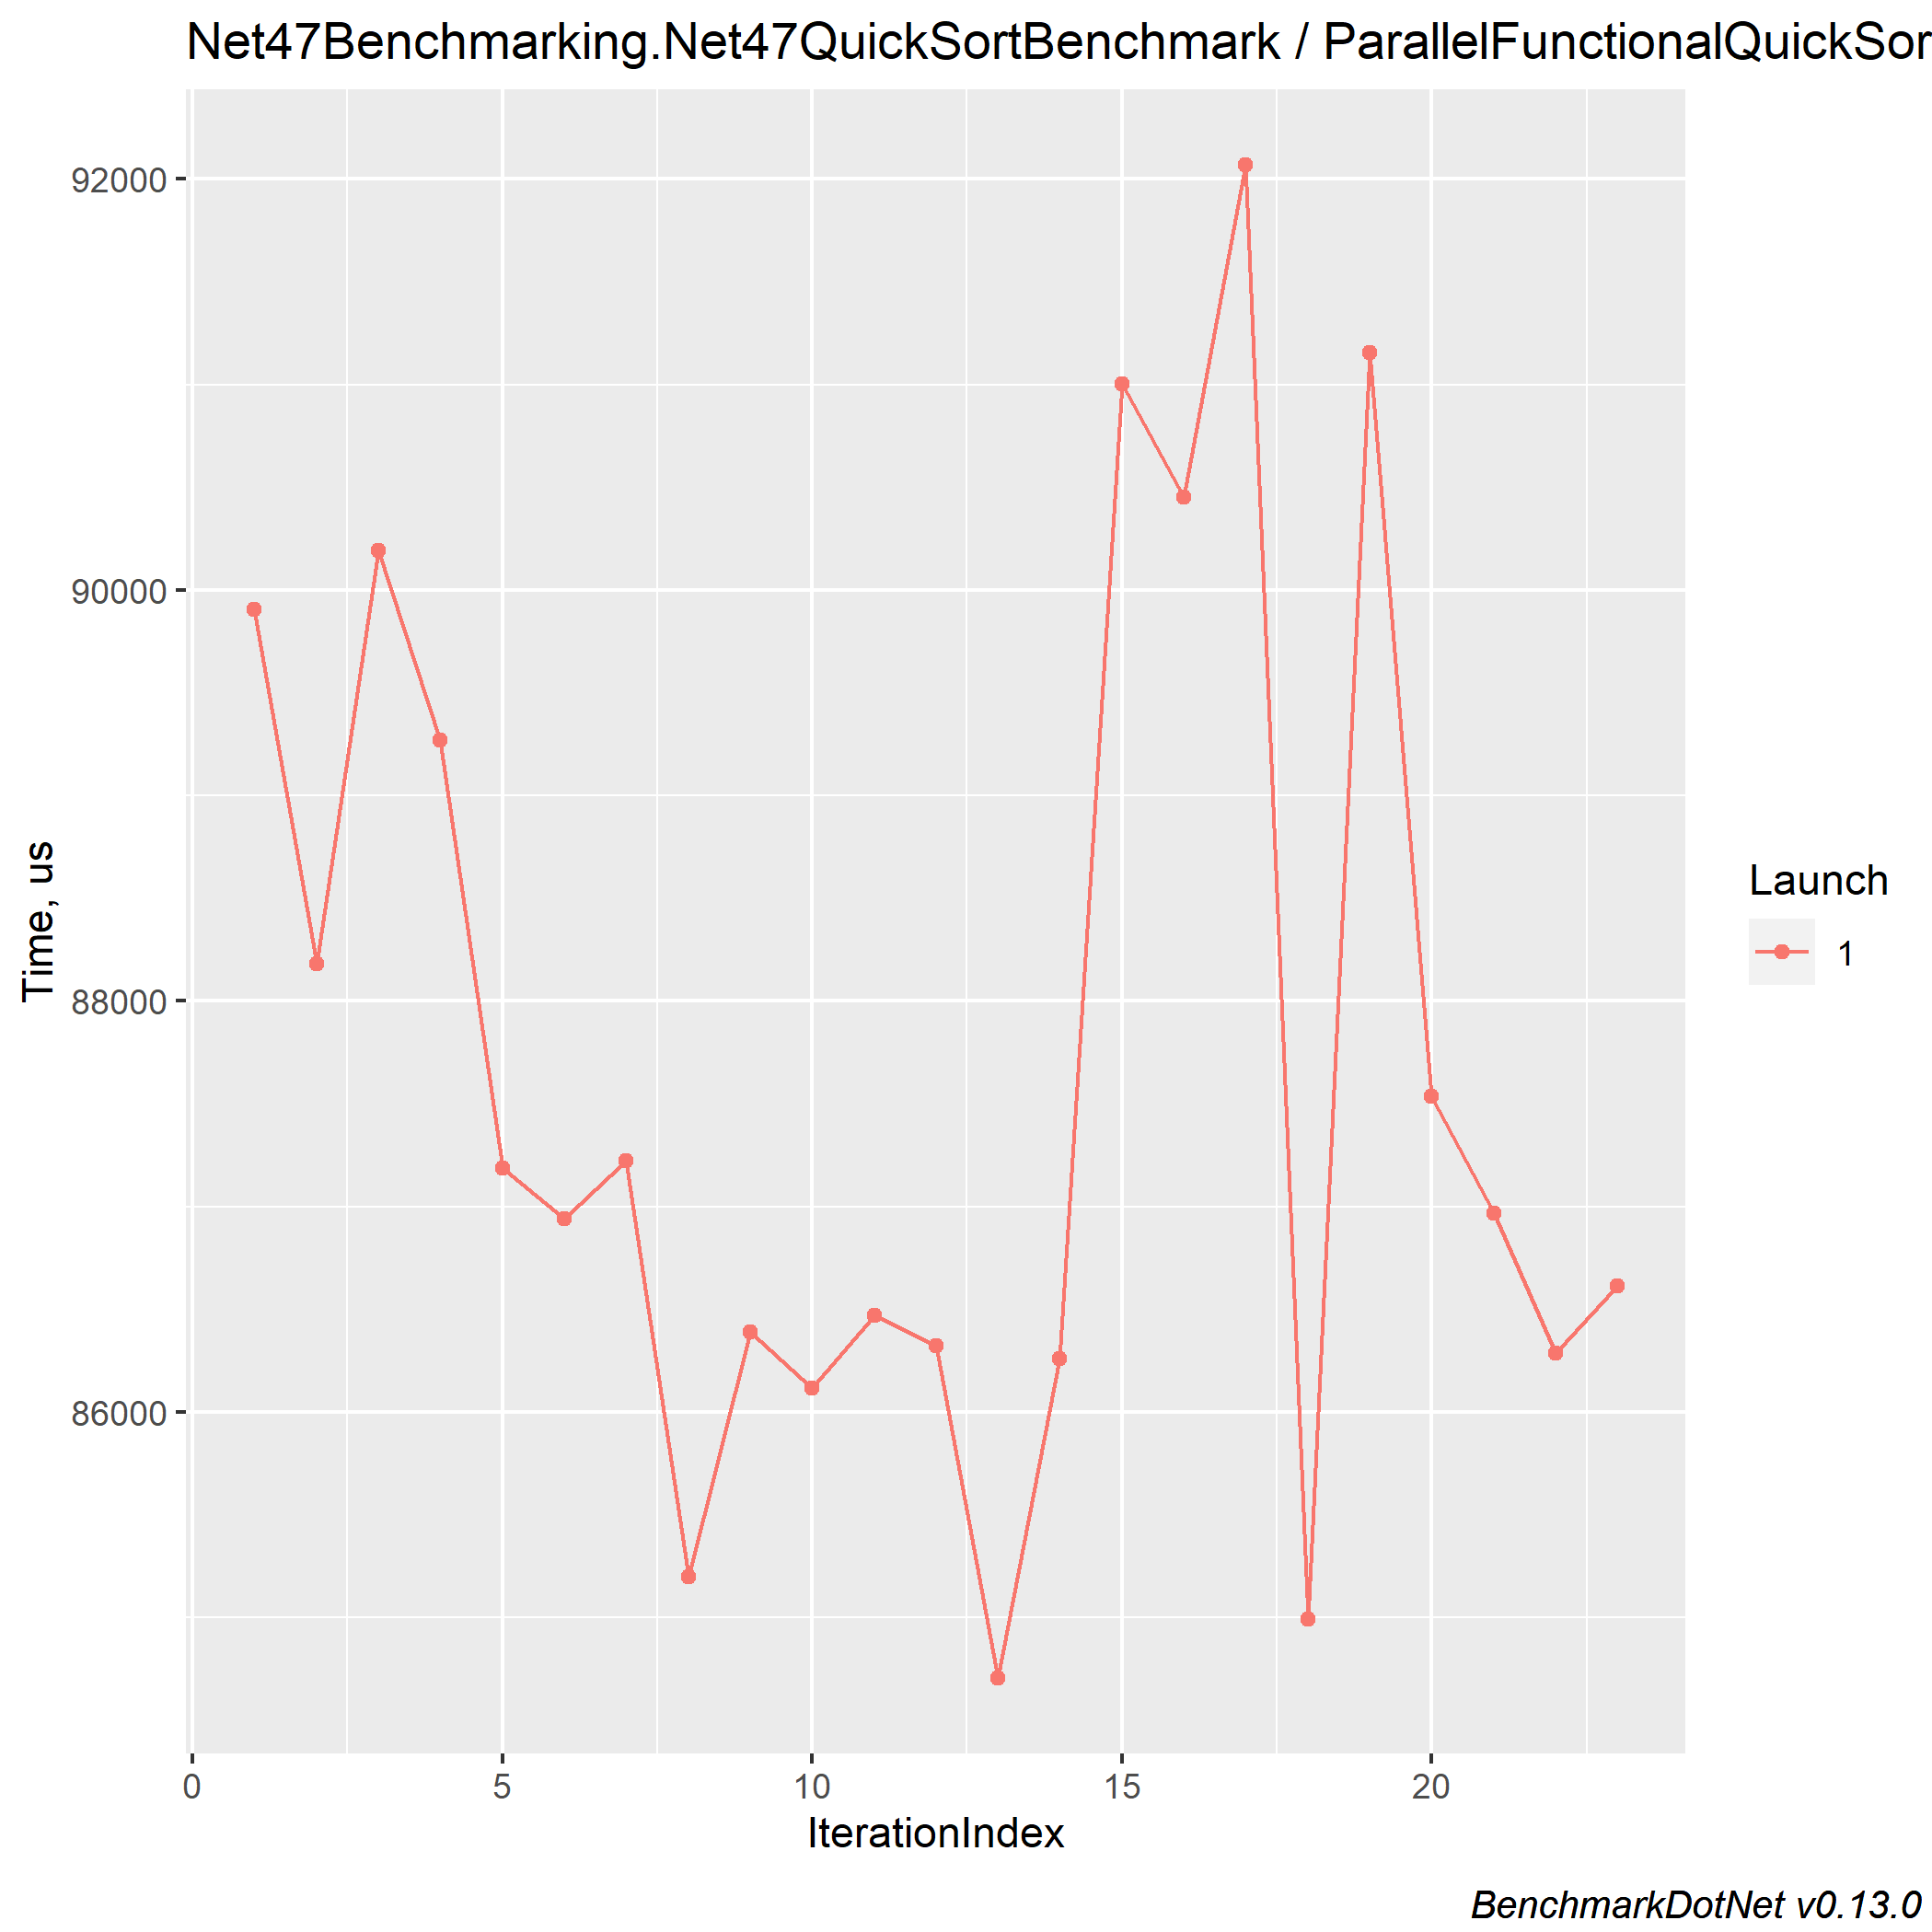 Net47Benchmarking.Net47QuickSortBenchmark / ParallelFunctionalQuickSor
92000
90000
88000
86000
Time, us
0 5 10 15 20
IterationIndex
Launch
1
BenchmarkDotNet v0.13.0